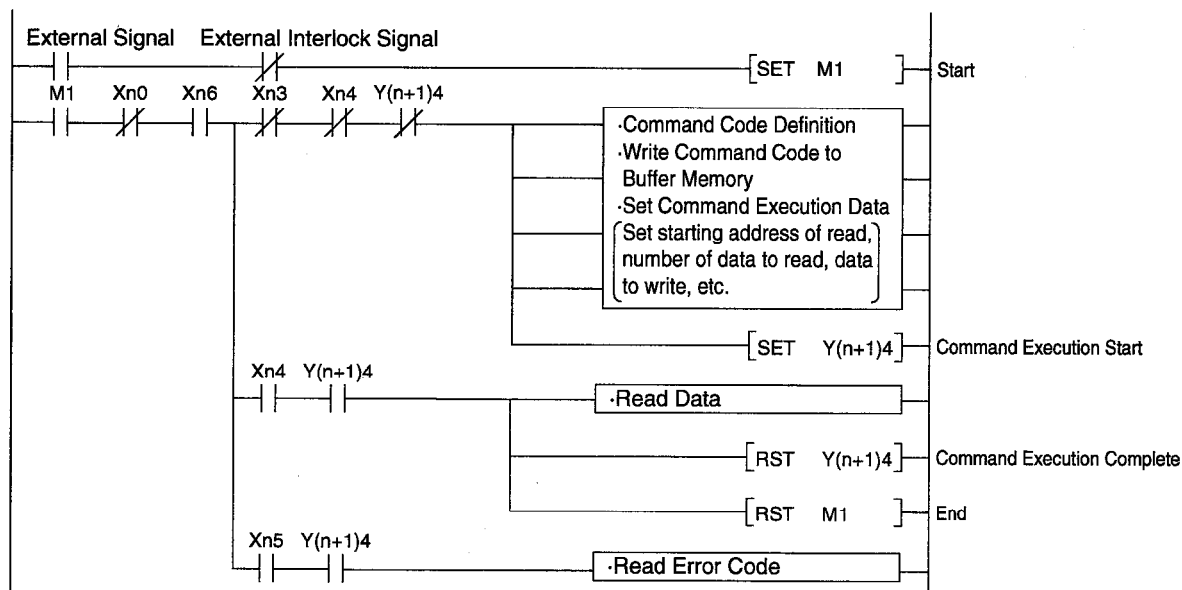 External Signal External Interlock Signal
SET M1 Start
M1 Xn0 Xn6 Xn3 Xn4 Y(n+1)4
·Command Code Definition
·Write Command Code to
Buffer Memory
·Set Command Execution Data
Set starting address of read,
number of data to read, data
to write, etc.
SET Y(n+1)4 Command Execution Start
Xn4 Y(n+1)4
·Read Data
RST Y(n+1)4 Command Execution Complete
RST M1 End
Xn5 Y(n+1)4
·Read Error Code